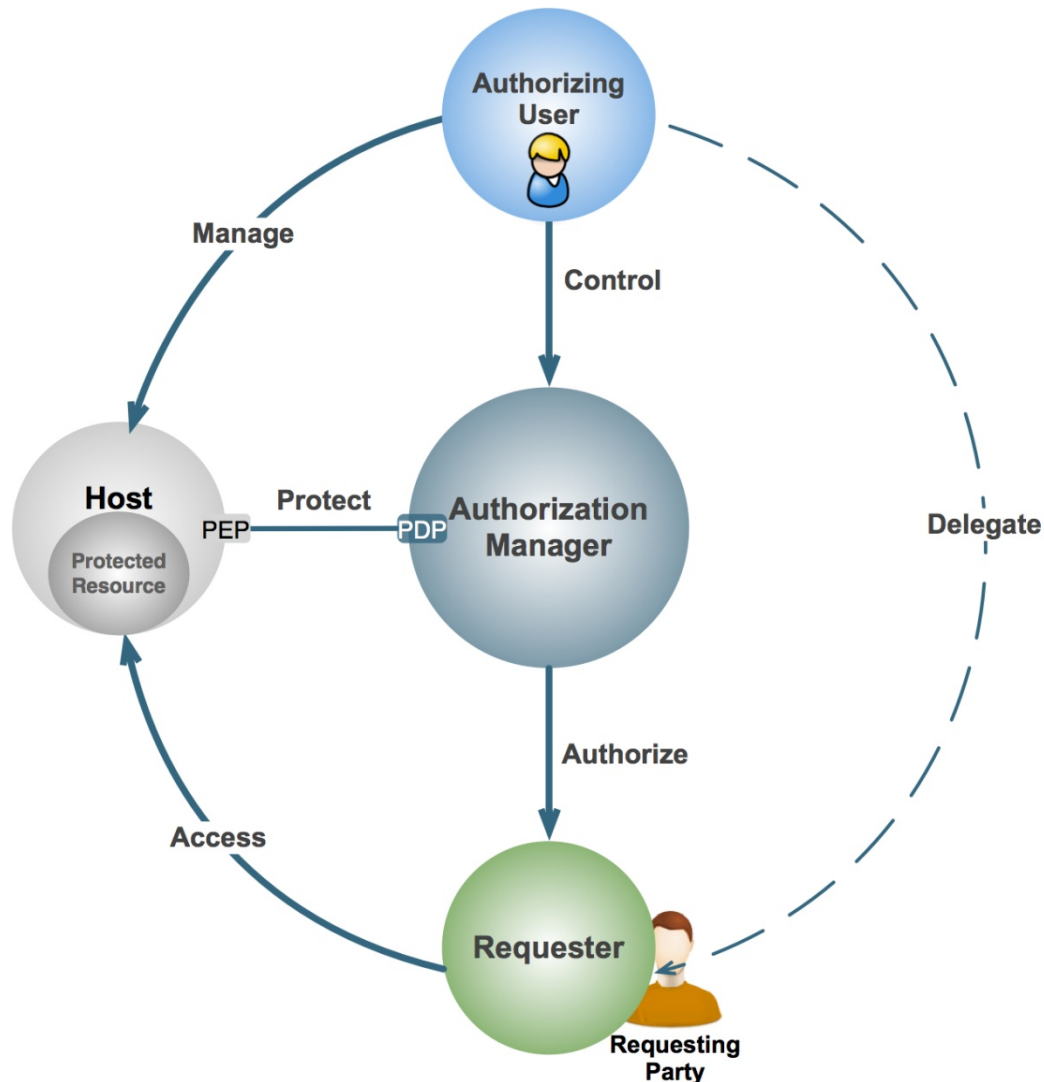 Authorizing
User
Manage
Control
Host
PEP
Protect
PDP
Authorization
Manager
Delegate
Protected
Resource
Authorize
Access
Requester
Requesting
Party